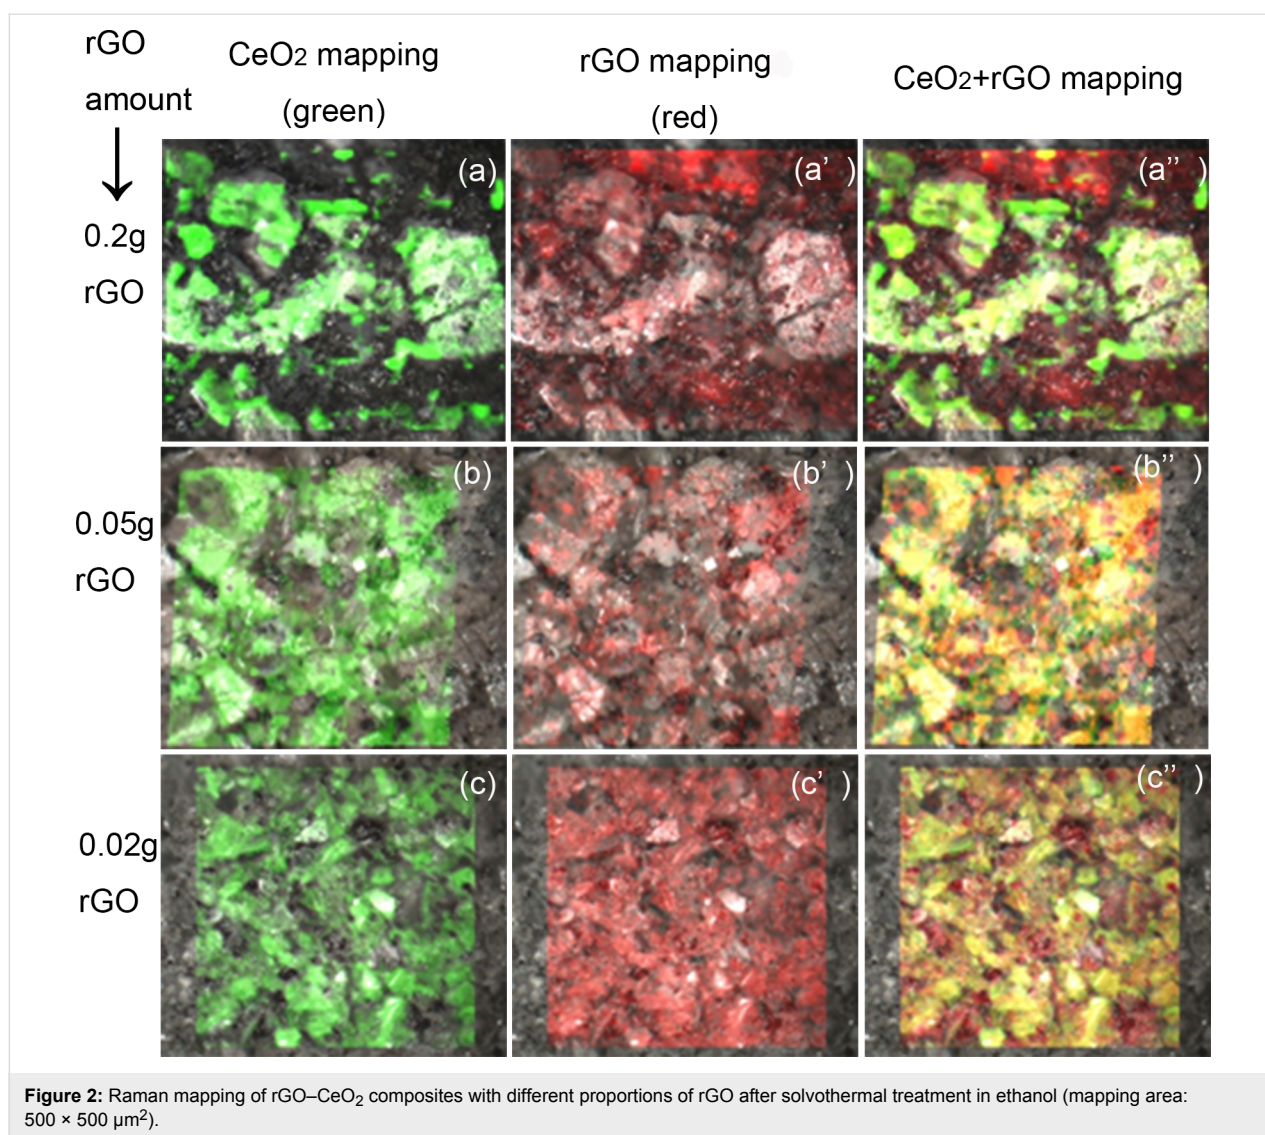 rGO
amount
CeO2 mapping
(green)
rGO mapping
(red)
CeO2+rGO mapping
0.2g
rGO
(a)
(a’ )
(a’’ )
0.05g
rGO
(b)
(b’ )
(b’’ )
0.02g
rGO
(c)
(c’ )
(c’’ )
Figure 2: Raman mapping of rGO–CeO2 composites with different proportions of rGO after solvothermal treatment in ethanol (mapping area:
500 × 500 μm2).